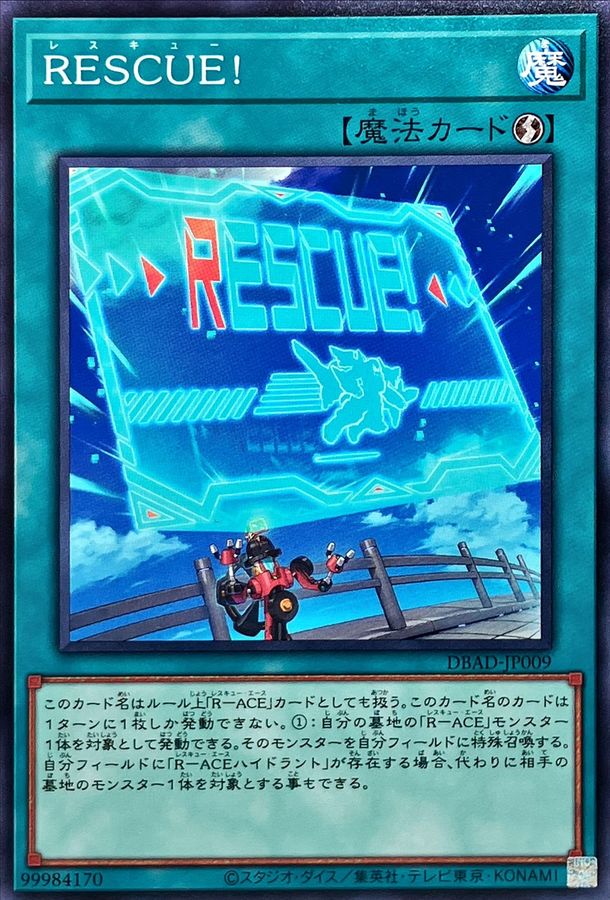 レスキュー
RESCUE!
魔
【魔法カード】
まほう
RESCUE!
DBAD-JP009
このカード名はルール上「R-ACE」カードとしても扱う。このカード名のカードは
1ターンに1枚しか発動できない。①:自分の墓地の「R-ACE」モンスター
1体を対象として発動できる。そのモンスターを自分フィールドに特殊召喚する。
自分フィールドに「R-ACEハイドラント」が存在する場合、代わりに相手の
墓地のモンスター1体を対象とする事もできる。
99984170
©スタジオ・ダイス/集英社・テレビ東京・KONAMI